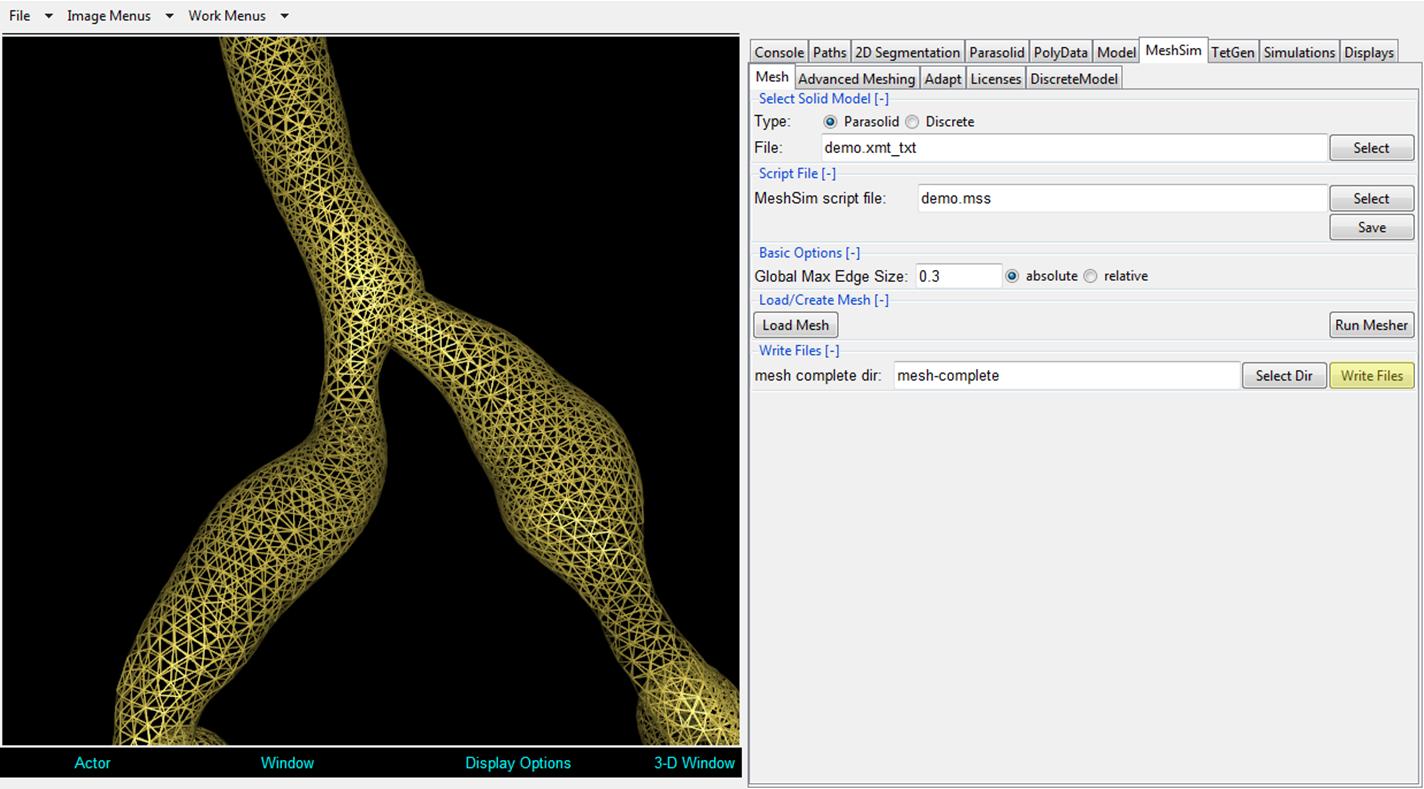 File Image Menus Work Menus
Console Paths 2D Segmentation Parasolid PolyData Model MeshSim TetGen Simulations Displays
Mesh Advanced Meshing Adapt Licenses DiscreteModel
Select Solid Model [-]
Type: Parasolid Discrete
File: demo.xmt_txt Select
Script File [-]
MeshSim script file: demo.mss Select
Save
Basic Options [-]
Global Max Edge Size: 0.3 absolute relative
Load/Create Mesh [-]
Load Mesh Run Mesher
Write Files [-]
mesh complete dir: mesh-complete Select Dir Write Files
Actor Window Display Options 3-D Window